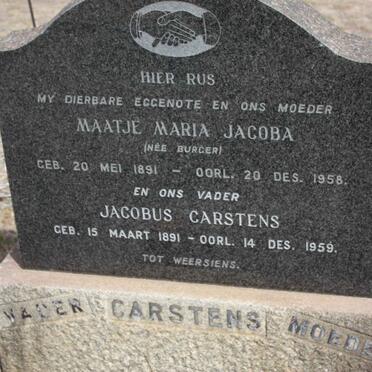 HIER RUS
MY DIERBARE EGGENOTE EN ONS MOEDER
MAATJE MARIA JACOBA
(NÉE BURGER)
GEB. 20 MEI 1891 – OORL. 20 DES. 1958.
EN ONS VADER
JACOBUS CARSTENS
GEB. 15 MAART 1891 – OORL. 14 DES. 1959.
TOT WEERSIENS.
VADER CARSTENS MOEDE